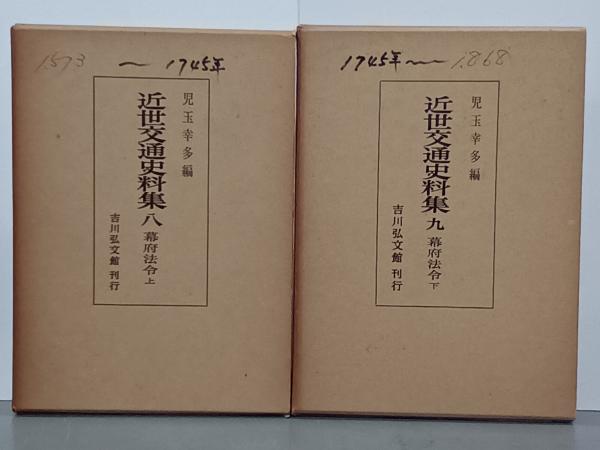 1573 〜 1745年
児玉幸多編
近世交通史料集 八 幕府法令 上
吉川弘文館 刊行
1745年〜1868
児玉幸多編
近世交通史料集 九 幕府法令 下
吉川弘文館 刊行